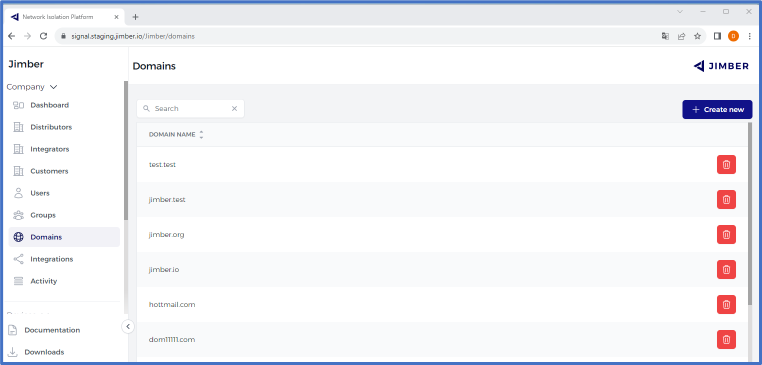 Network Isolation Platform
signal.staging.jimber.io/Jimber/domains
D
Jimber
Domains
JIMBER
Company
Dashboard
Distributors
Integrators
Customers
Users
Groups
Domains
Integrations
Activity
Documentation
Downloads
Search
Create new
DOMAIN NAME
test.test
jimber.test
jimber.org
jimber.io
hottmail.com
dom11111.com